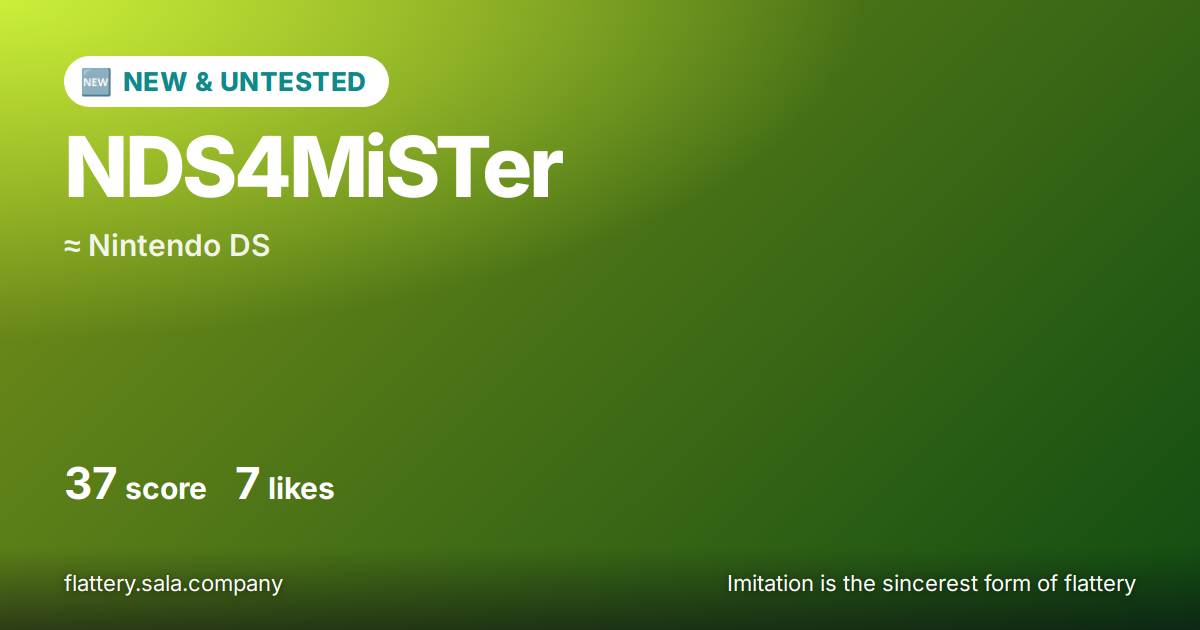 🆕 NEW & UNTESTED
NDS4MiSTer
≈ Nintendo DS
37 score 7 likes
flattery.sala.company
Imitation is the sincerest form of flattery